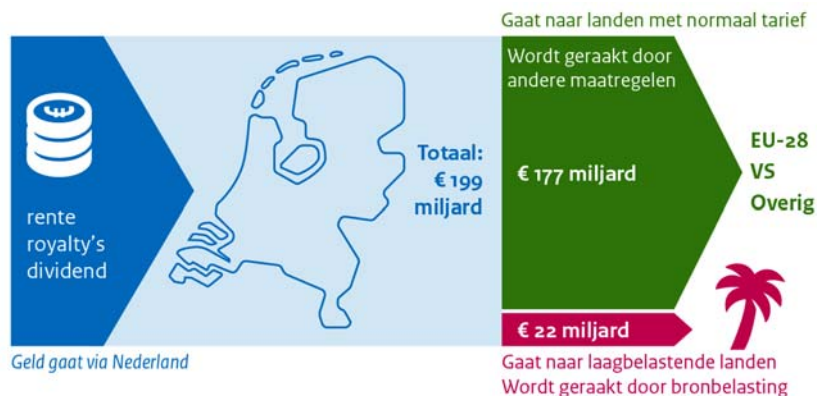 Gaat naar landen met normaal tarief
Wordt geraakt door
andere maatregelen
rente
royalty's
dividend
Totaal:
€ 199
miljard
€ 177 miljard
EU-28
VS
Overig
€ 22 miljard
Geld gaat via Nederland
Gaat naar laagbelastende landen
Wordt geraakt door bronbelasting